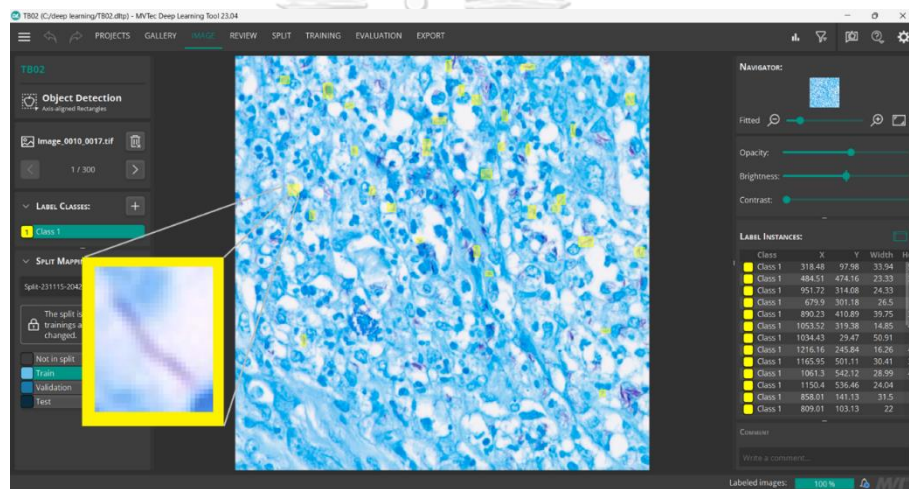 TB02 (C:/deep learning/TB02.dltp) - MVTec Deep Learning Tool 23.04
PROJECTS GALLERY IMAGE REVIEW SPLIT TRAINING EVALUATION EXPORT
TB02
Object Detection
Axis-aligned Rectangles
Image_0010_0017.tif
1 / 300
LABEL CLASSES:
1 Class 1
SPLIT MAPPI
Split-231115-2042
The split is
trainings a
changed.
Not in split
Train
Validation
Test
NAVIGATOR:
Fitted
Opacity:
Brightness:
Contrast:
LABEL INSTANCES:
Class X Y Width H
Class 1 318.48 97.98 33.94
Class 1 484.51 474.16 23.33
Class 1 951.72 314.08 24.33
Class 1 679.9 301.18 26.5
Class 1 890.23 410.89 39.75
Class 1 1053.52 319.38 14.85
Class 1 1034.43 29.47 50.91
Class 1 1216.16 245.84 16.26
Class 1 1165.95 501.11 30.41
Class 1 1061.3 542.12 28.99
Class 1 1150.4 536.46 24.04
Class 1 858.01 141.13 31.5
Class 1 809.01 103.13 22
COMMENT
Write a comment...
Labeled images: 100 %